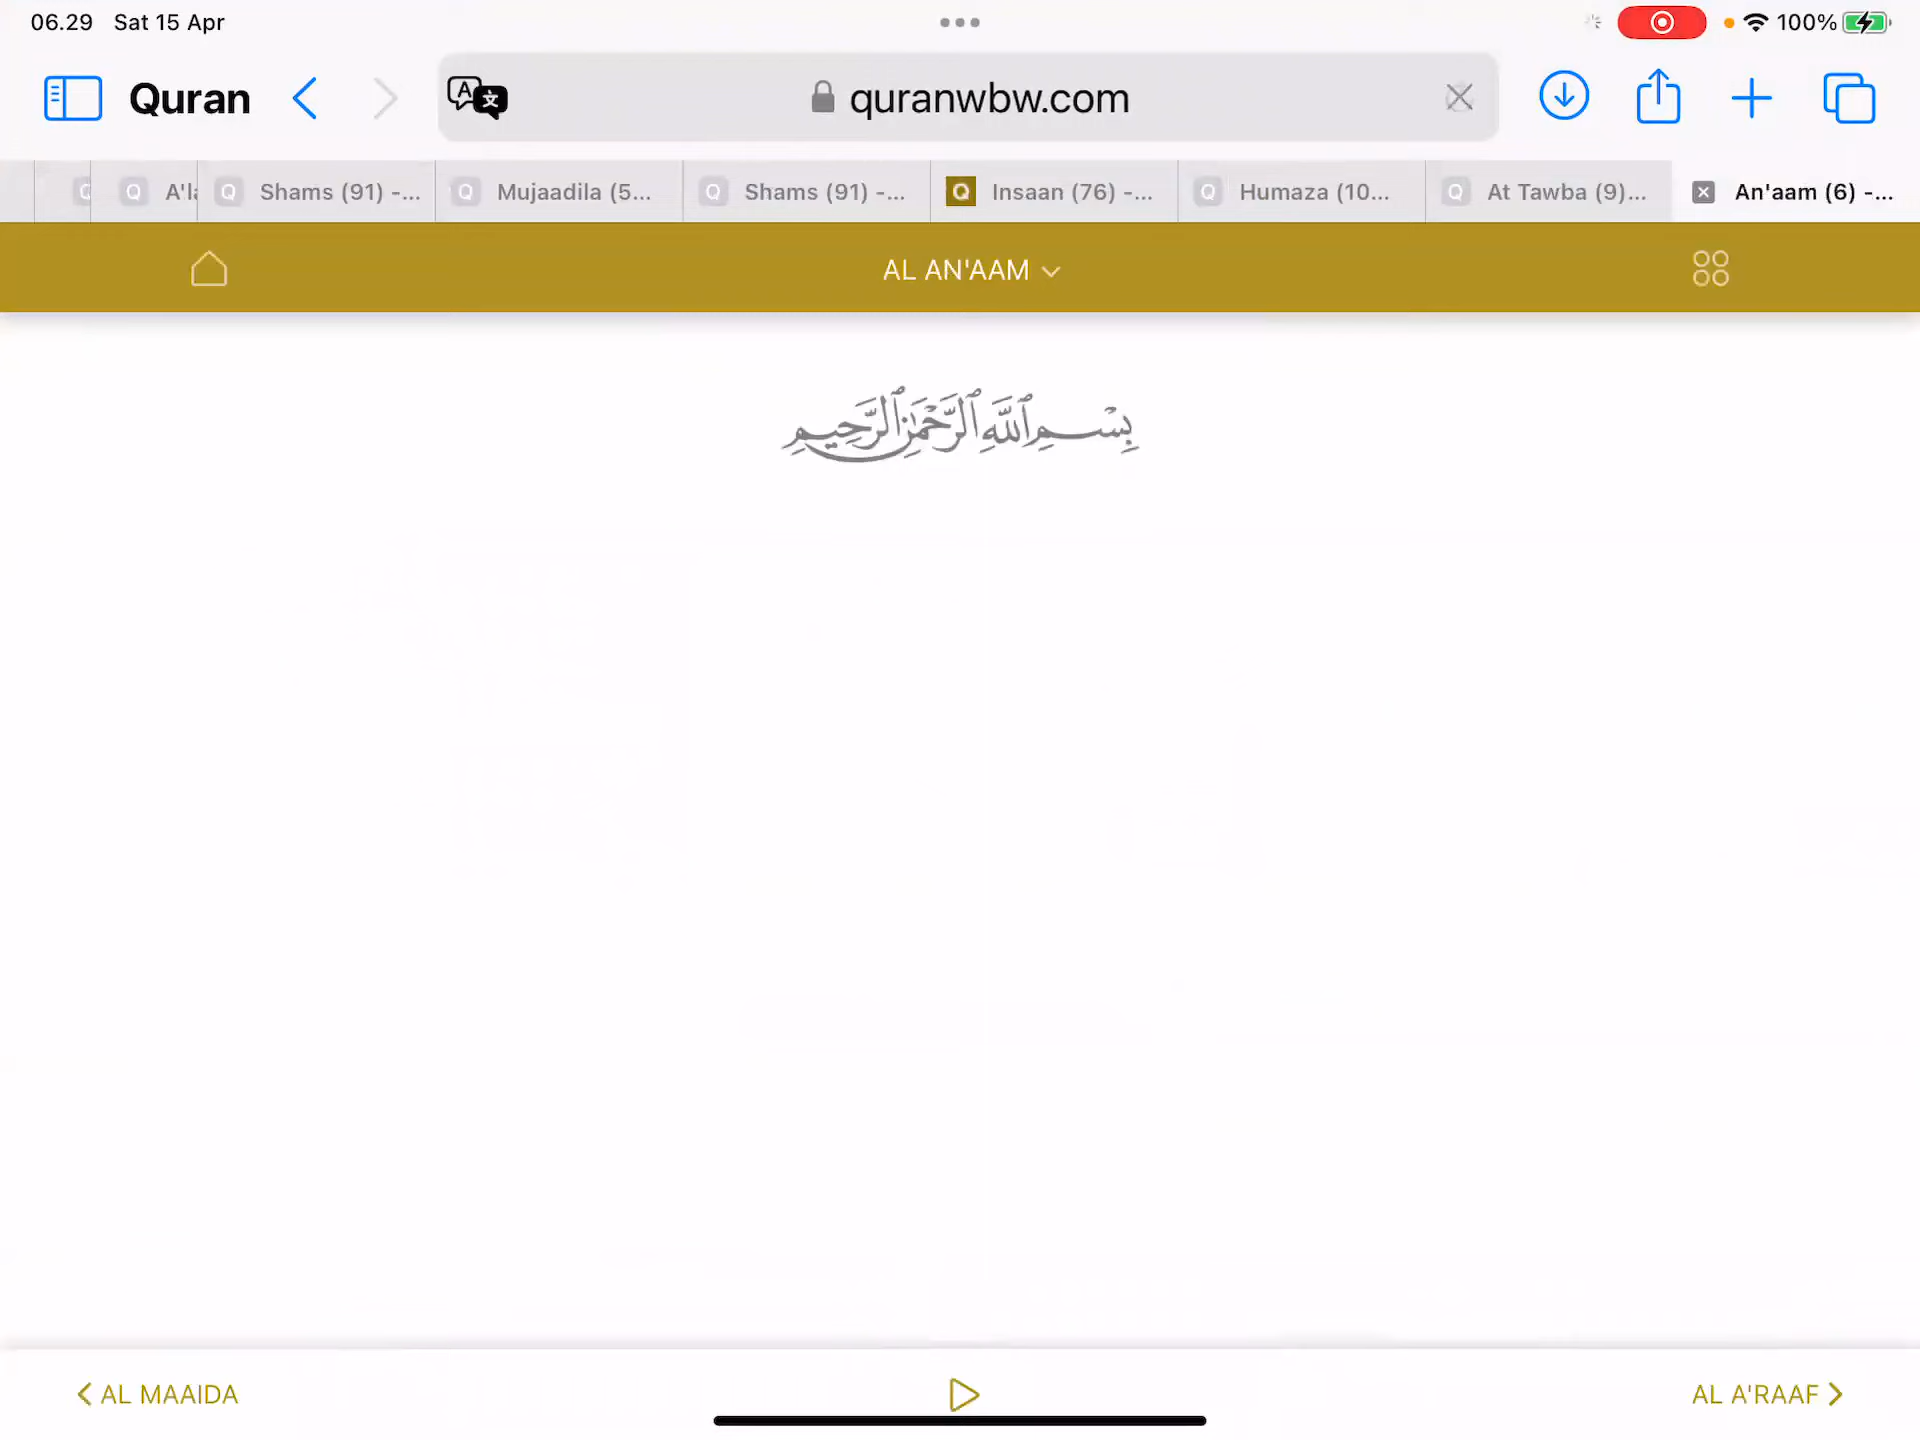 06.29 Sat 15 Apr 100%
Quran quranwbw.com
A'la Shams (91) -... Mujaadila (5... Shams (91) -... Insaan (76) -... Humaza (10... At Tawba (9)... An'aam (6) -...
AL AN'AAM
بِسْمِ ٱللَّهِ ٱلرَّحْمَٰنِ ٱلرَّحِيمِ
AL MAAIDA AL A'RAAF